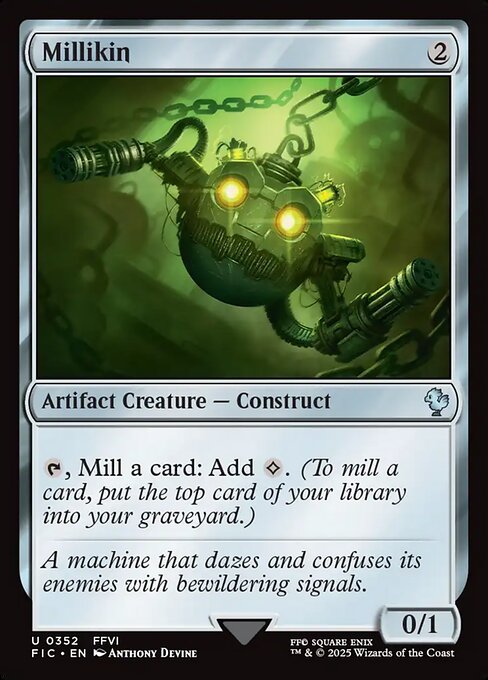 Millikin
2
Artifact Creature — Construct
, Mill a card: Add . (To mill a
card, put the top card of your library
into your graveyard.)
A machine that dazes and confuses its
enemies with bewildering signals.
0/1
U 0352 FFVI
FIC • EN Anthony Devine
FF© SQUARE ENIX
™ & © 2025 Wizards of the Coast